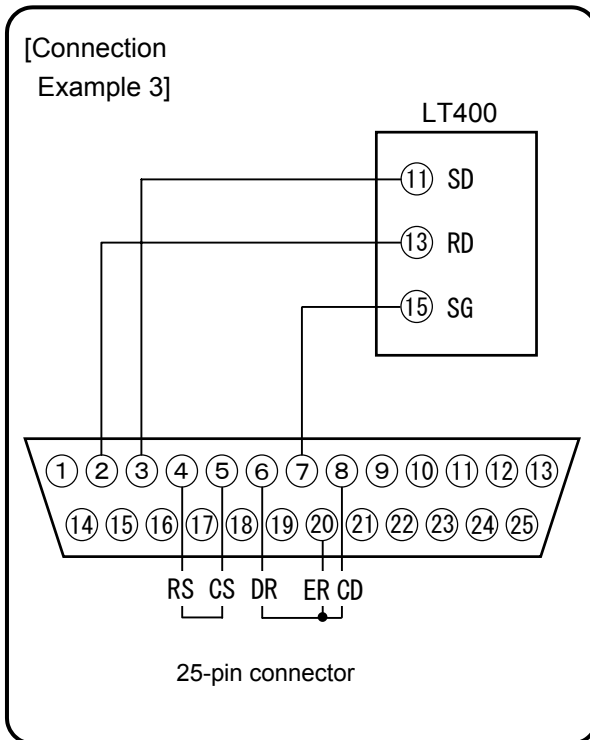 [Connection
Example 3]
LT400
11 SD
13 RD
15 SG
1 2 3 4 5 6 7 8 9 10 11 12 13
14 15 16 17 18 19 20 21 22 23 24 25
RS CS DR ER CD
25-pin connector